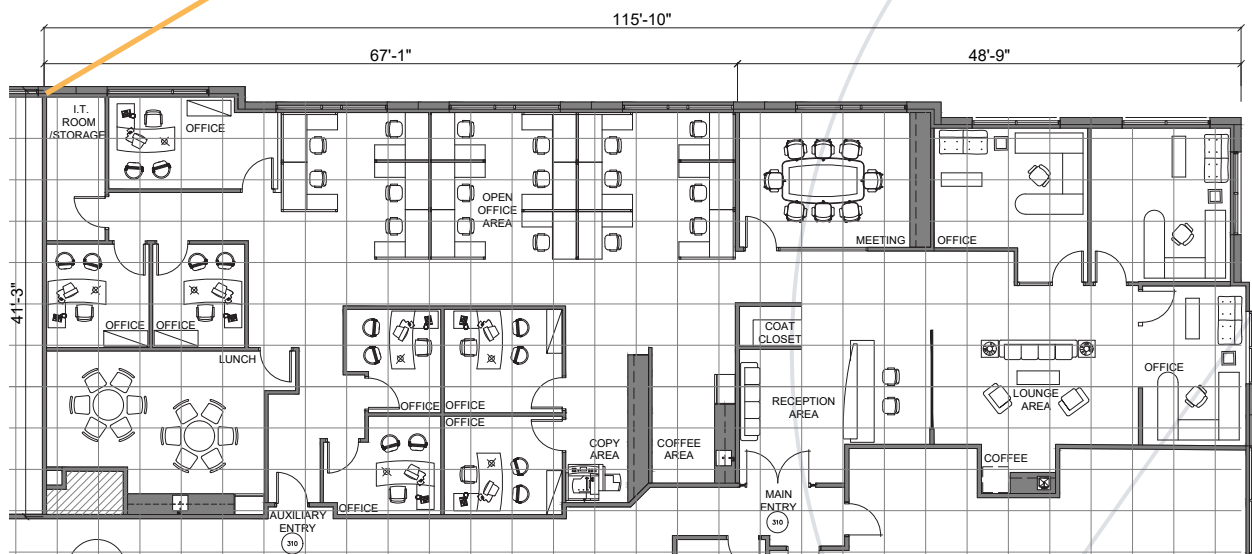 115'-10"
67'-1"
48'-9"
I.T.
ROOM
/STORAGE
OFFICE
OPEN
OFFICE
AREA
MEETING
OFFICE
41'-3"
OFFICE
OFFICE
LUNCH
COAT
CLOSET
OFFICE
OFFICE
OFFICE
RECEPTION
AREA
LOUNGE
AREA
OFFICE
COPY
AREA
COFFEE
AREA
COFFEE
OFFICE
AUXILIARY
ENTRY
310
MAIN
ENTRY
310